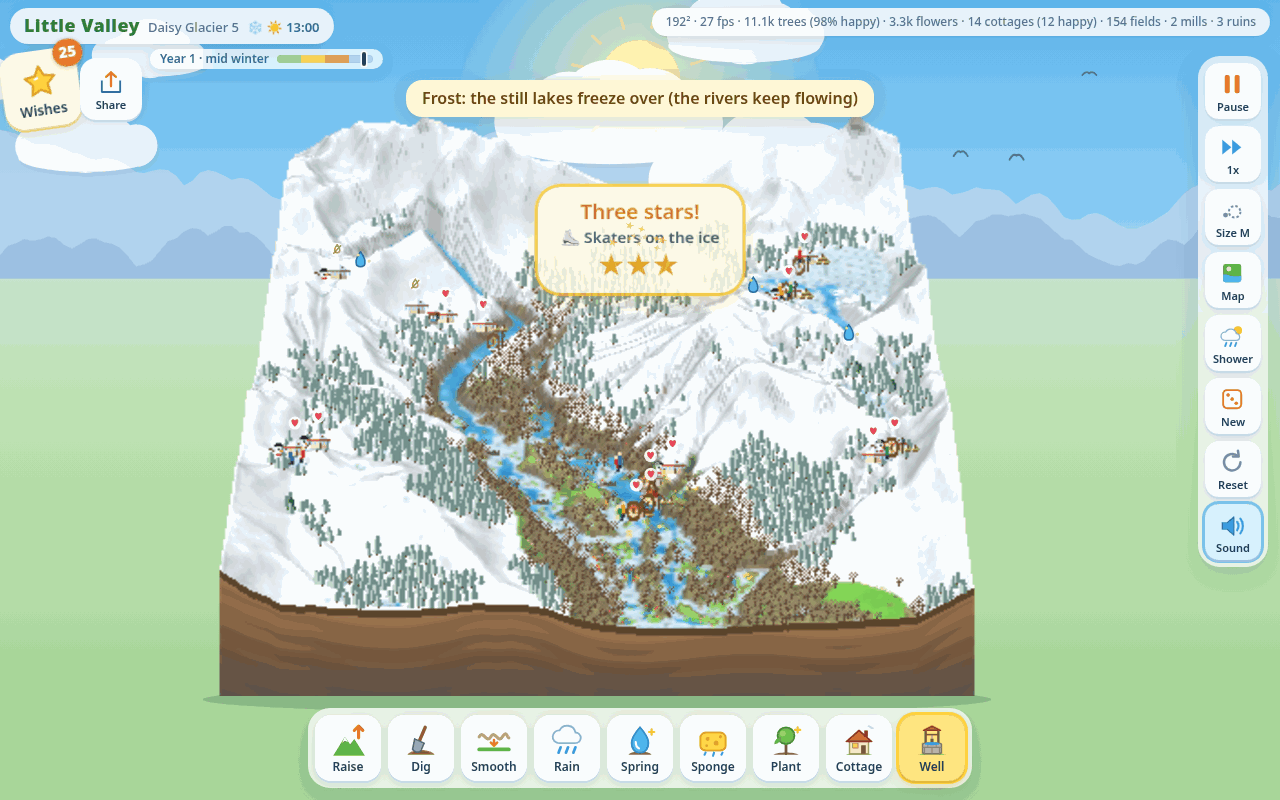 Little Valley Daisy Glacier 5 13:00
192² · 27 fps · 11.1k trees (98% happy) · 3.3k flowers · 14 cottages (12 happy) · 154 fields · 2 mills · 3 ruins
25
Wishes
Share
Year 1 · mid winter
Frost: the still lakes freeze over (the rivers keep flowing)
Three stars!
Skaters on the ice
Pause
1x
Size M
Map
Shower
New
Reset
Sound
Raise
Dig
Smooth
Rain
Spring
Sponge
Plant
Cottage
Well